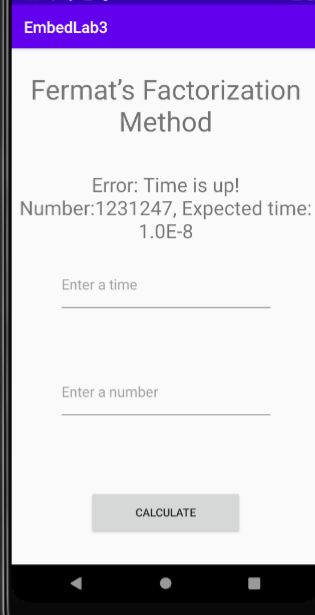 EmbedLab3
Fermat’s Factorization
Method
Error: Time is up!
Number:1231247, Expected time:
1.0E-8
Enter a time
Enter a number
CALCULATE